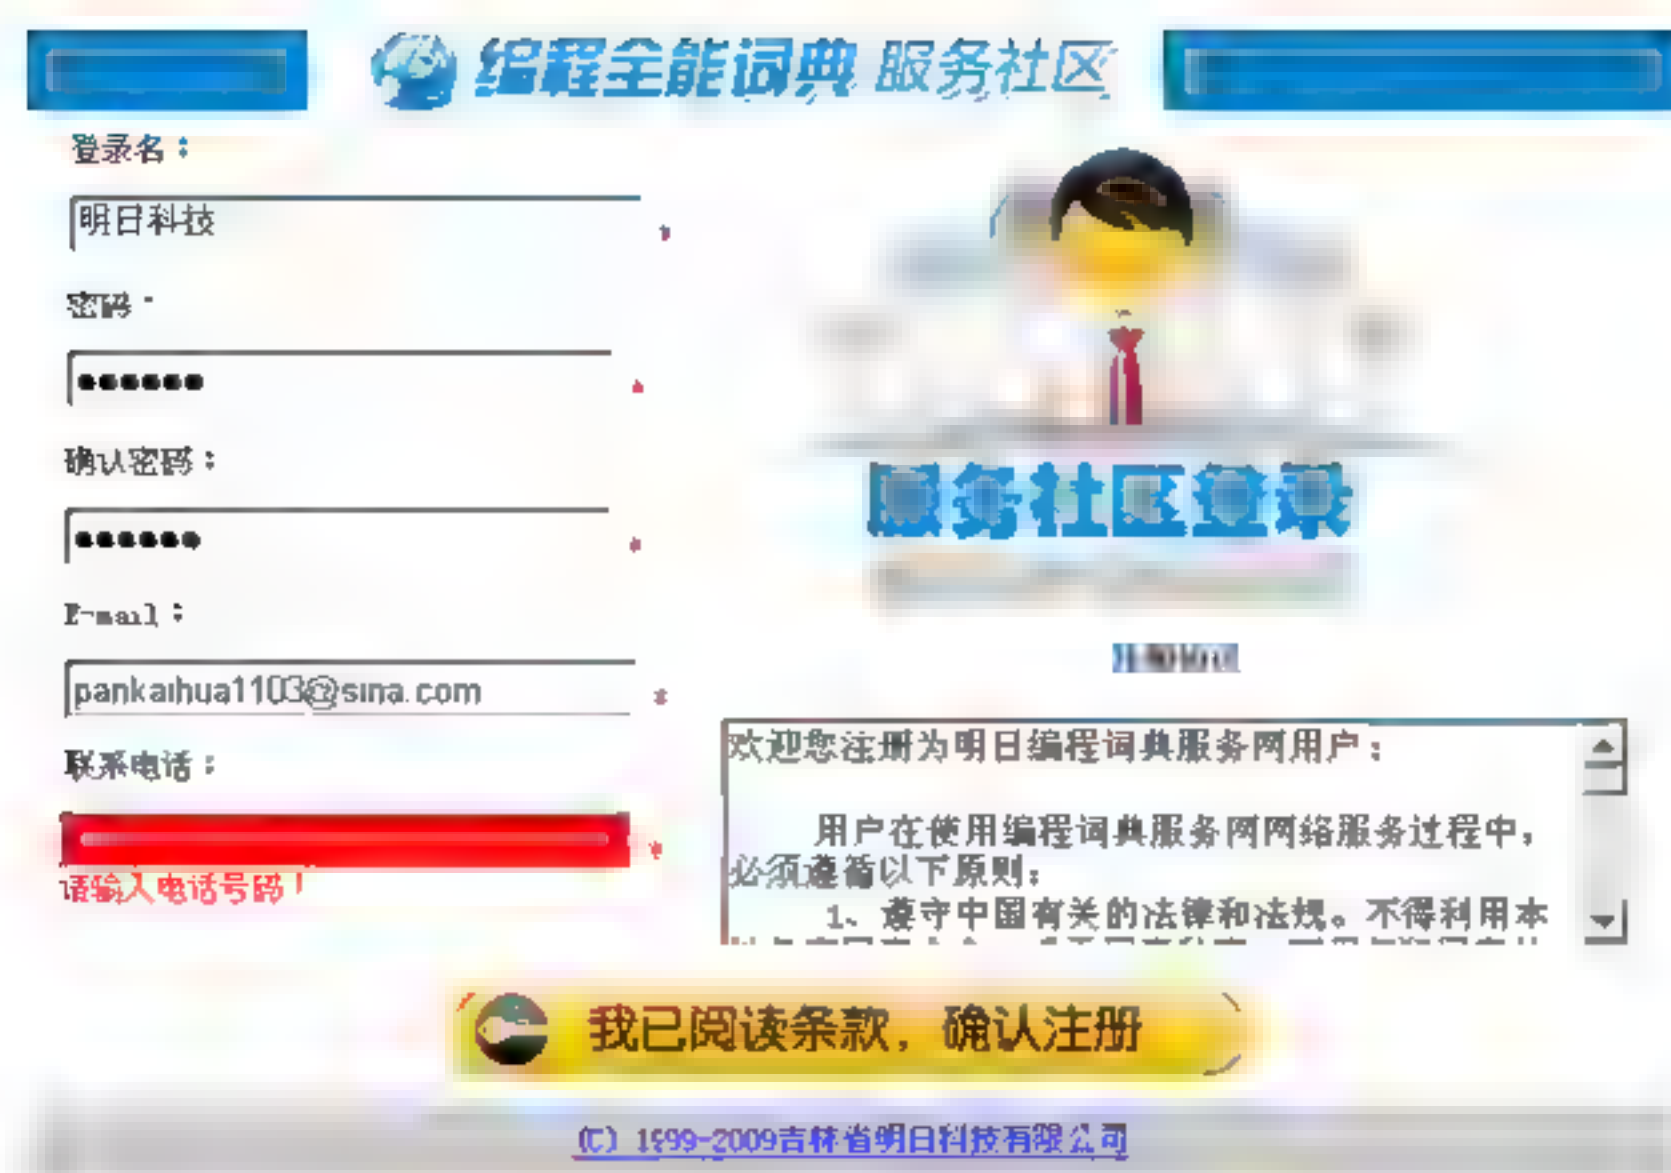 编程全能词典 服务社区
登录名：
明日科技
*
密码：
●●●●●●
*
确认密码：
●●●●●●
*
E-mail：
pankaihua1103@sina.com
*
联系电话：
*
请输入电话号码！
服务社区登录
欢迎您注册为明日编程词典服务网用户：
用户在使用编程词典服务网网络服务过程中，
必须遵循以下原则：
1、遵守中国有关的法律和法规。不得利用本
我已阅读条款，确认注册
(C) 1999-2009吉林省明日科技有限公司